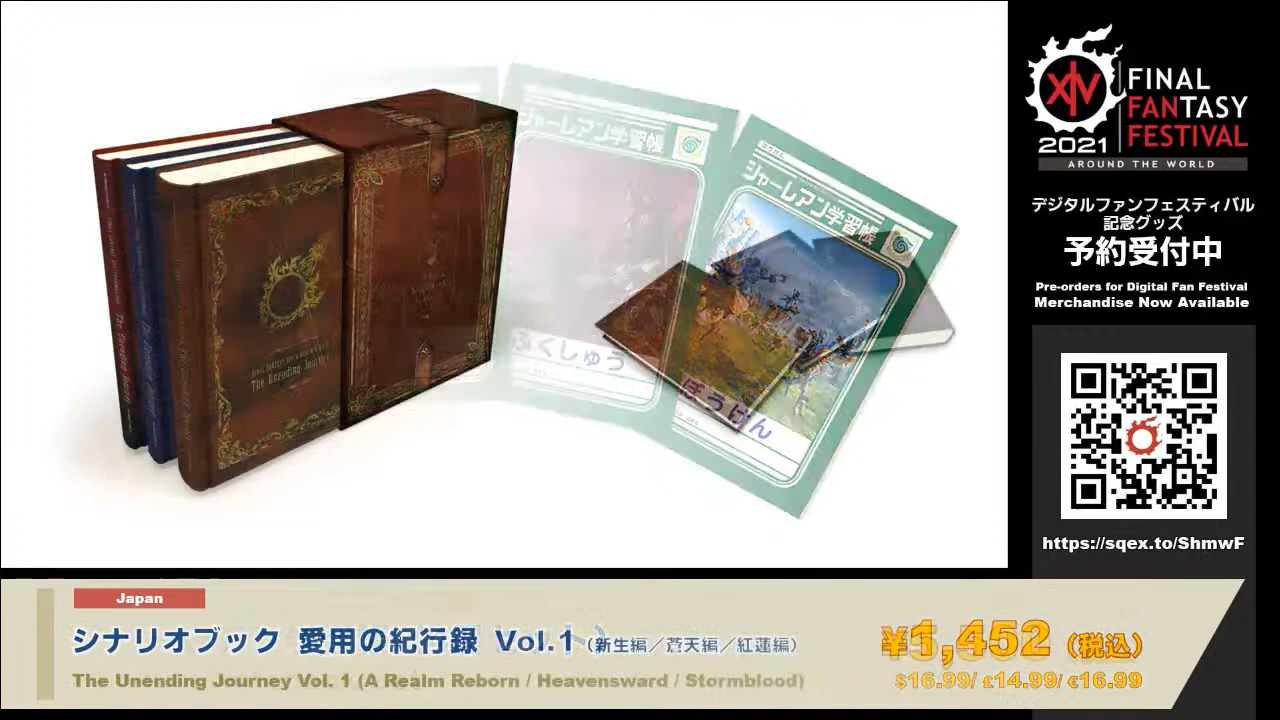 XIV
FINAL
FANTASY
FESTIVAL
2021
AROUND THE WORLD
デジタルファンフェスティバル
記念グッズ
予約受付中
Pre-orders for Digital Fan Festival
Merchandise Now Available
https://sqex.to/ShmwF
シャーレアン学習帳
シャーレアン学習帳
ふくしゅう
ぼうけん
The Unending Journey
The Unending Journey
Japan
シナリオブック 愛用の紀行録 Vol.1(新生編／蒼天編／紅蓮編)
The Unending Journey Vol. 1 (A Realm Reborn / Heavensward / Stormblood)
¥1,452(税込)
$16.99/ £14.99/ €16.99